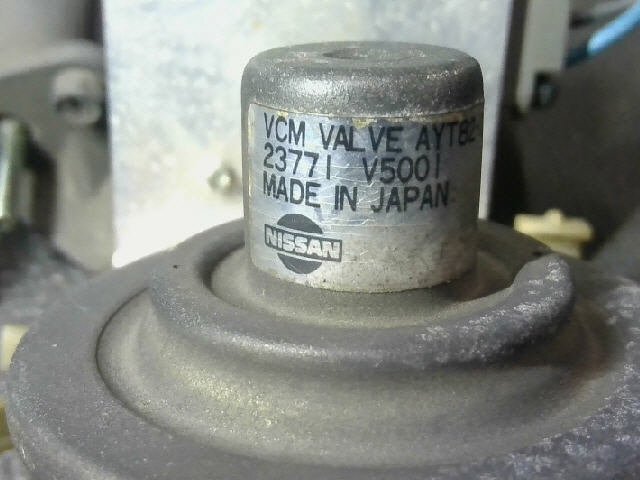 VCM VALVE AYT82
23771 V5001
MADE IN JAPAN
NISSAN